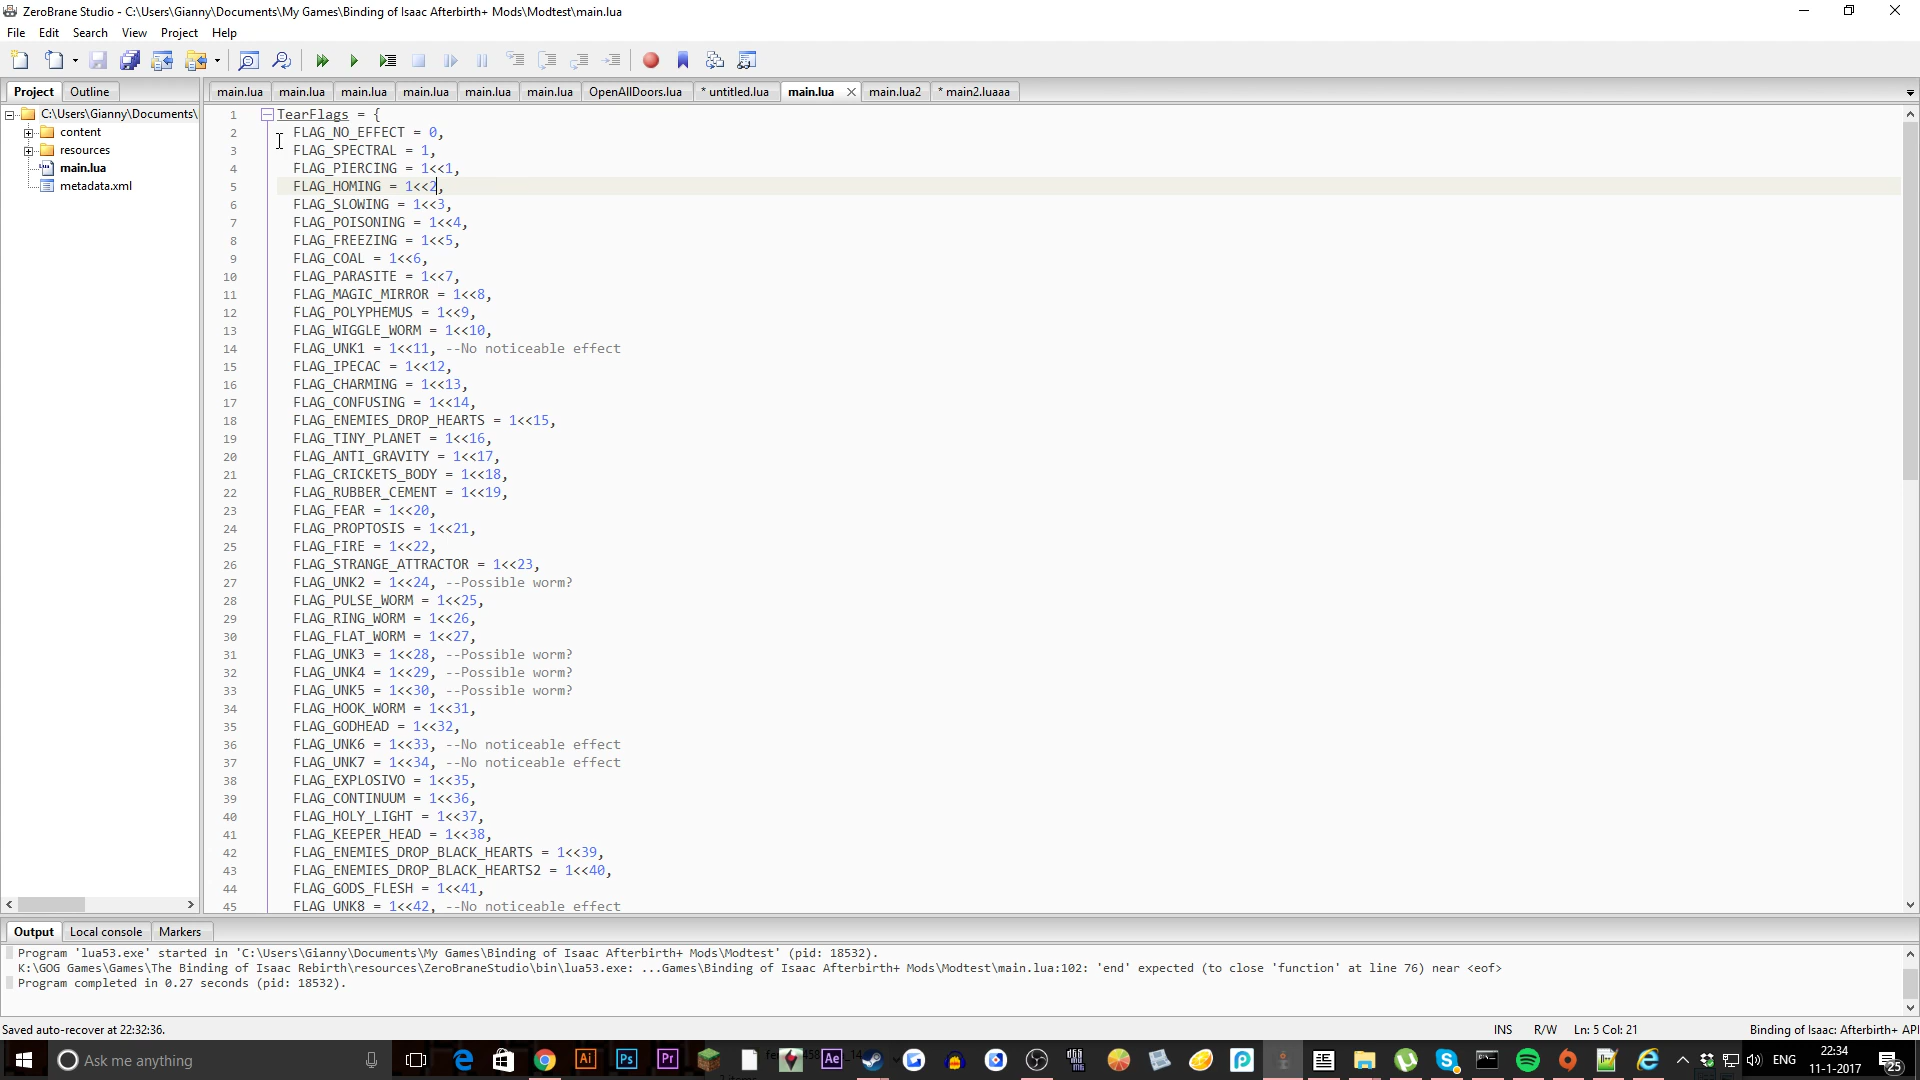 ZeroBrane Studio - C:\Users\Gianny\Documents\My Games\Binding of Isaac Afterbirth+ Mods\Modtest\main.lua
File Edit Search View Project Help
Project Outline
main.lua main.lua main.lua main.lua main.lua main.lua OpenAllDoors.lua * untitled.lua main.lua main.lua2 * main2.luaaa
C:\Users\Gianny\Documents\
content
resources
main.lua
metadata.xml
1 TearFlags = {
2 FLAG_NO_EFFECT = 0,
3 FLAG_SPECTRAL = 1,
4 FLAG_PIERCING = 1<<1,
5 FLAG_HOMING = 1<<2,
6 FLAG_SLOWING = 1<<3,
7 FLAG_POISONING = 1<<4,
8 FLAG_FREEZING = 1<<5,
9 FLAG_COAL = 1<<6,
10 FLAG_PARASITE = 1<<7,
11 FLAG_MAGIC_MIRROR = 1<<8,
12 FLAG_POLYPHEMUS = 1<<9,
13 FLAG_WIGGLE_WORM = 1<<10,
14 FLAG_UNK1 = 1<<11, --No noticeable effect
15 FLAG_IPECAC = 1<<12,
16 FLAG_CHARMING = 1<<13,
17 FLAG_CONFUSING = 1<<14,
18 FLAG_ENEMIES_DROP_HEARTS = 1<<15,
19 FLAG_TINY_PLANET = 1<<16,
20 FLAG_ANTI_GRAVITY = 1<<17,
21 FLAG_CRICKETS_BODY = 1<<18,
22 FLAG_RUBBER_CEMENT = 1<<19,
23 FLAG_FEAR = 1<<20,
24 FLAG_PROPTOSIS = 1<<21,
25 FLAG_FIRE = 1<<22,
26 FLAG_STRANGE_ATTRACTOR = 1<<23,
27 FLAG_UNK2 = 1<<24, --Possible worm?
28 FLAG_PULSE_WORM = 1<<25,
29 FLAG_RING_WORM = 1<<26,
30 FLAG_FLAT_WORM = 1<<27,
31 FLAG_UNK3 = 1<<28, --Possible worm?
32 FLAG_UNK4 = 1<<29, --Possible worm?
33 FLAG_UNK5 = 1<<30, --Possible worm?
34 FLAG_HOOK_WORM = 1<<31,
35 FLAG_GODHEAD = 1<<32,
36 FLAG_UNK6 = 1<<33, --No noticeable effect
37 FLAG_UNK7 = 1<<34, --No noticeable effect
38 FLAG_EXPLOSIVO = 1<<35,
39 FLAG_CONTINUUM = 1<<36,
40 FLAG_HOLY_LIGHT = 1<<37,
41 FLAG_KEEPER_HEAD = 1<<38,
42 FLAG_ENEMIES_DROP_BLACK_HEARTS = 1<<39,
43 FLAG_ENEMIES_DROP_BLACK_HEARTS2 = 1<<40,
44 FLAG_GODS_FLESH = 1<<41,
45 FLAG_UNK8 = 1<<42, --No noticeable effect
Output Local console Markers
Program 'lua53.exe' started in 'C:\Users\Gianny\Documents\My Games\Binding of Isaac Afterbirth+ Mods\Modtest' (pid: 18532).
K:\GOG Games\Games\The Binding of Isaac Rebirth\resources\ZeroBraneStudio\bin\lua53.exe: ...Games\Binding of Isaac Afterbirth+ Mods\Modtest\main.lua:102: 'end' expected (to close 'function' at line 76) near <eof>
Program completed in 0.27 seconds (pid: 18532).
Saved auto-recover at 22:32:36.
INS R/W Ln: 5 Col: 21 Binding of Isaac: Afterbirth+ API
Ask me anything
Ai Ps Pr Ae
ENG
22:34
11-1-2017
25